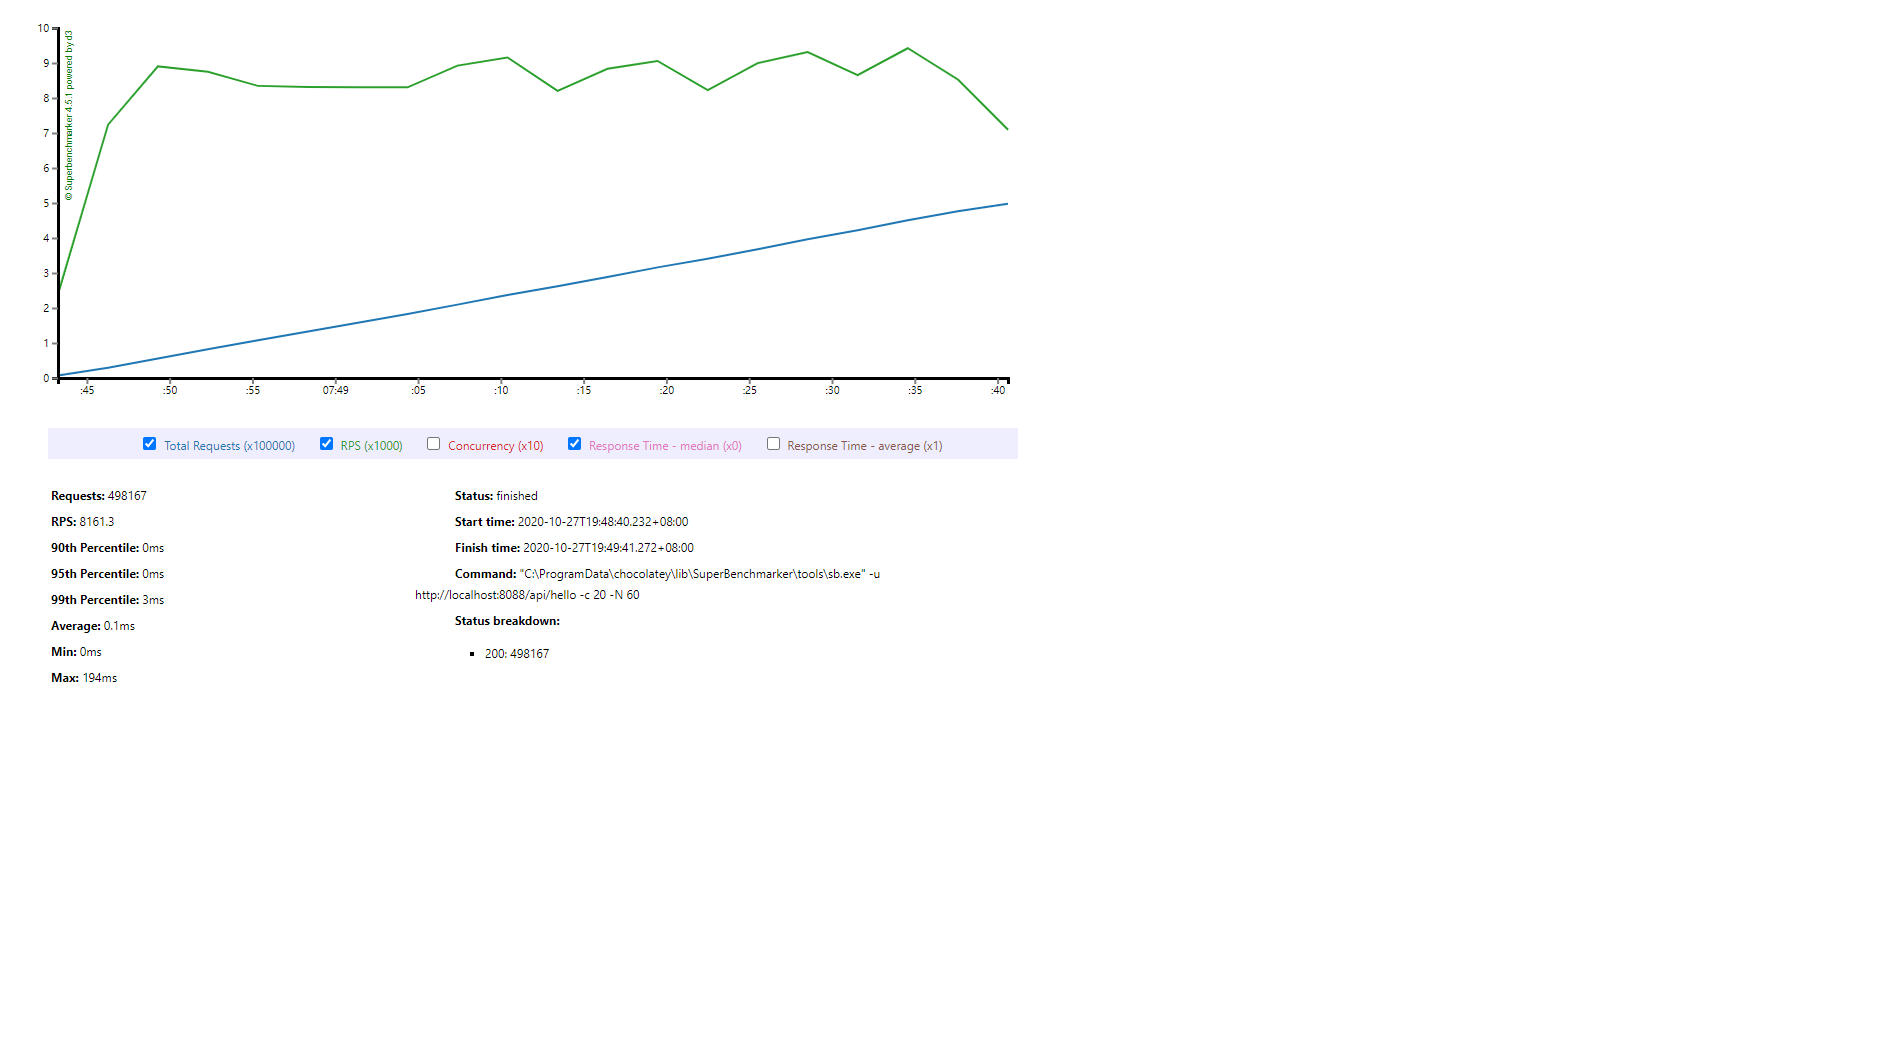 10
9
8
7
6
5
4
3
2
1
0
© Superbenchmarker 4.5.1 powered by d3
:45 :50 :55 07:49 :05 :10 :15 :20 :25 :30 :35 :40
Total Requests (x100000) RPS (x1000) Concurrency (x10) Response Time - median (x0) Response Time - average (x1)
Requests: 498167
RPS: 8161.3
90th Percentile: 0ms
95th Percentile: 0ms
99th Percentile: 3ms
Average: 0.1ms
Min: 0ms
Max: 194ms
Status: finished
Start time: 2020-10-27T19:48:40.232+08:00
Finish time: 2020-10-27T19:49:41.272+08:00
Command: "C:\ProgramData\chocolatey\lib\SuperBenchmarker\tools\sb.exe" -u
http://localhost:8088/api/hello -c 20 -N 60
Status breakdown:
200: 498167